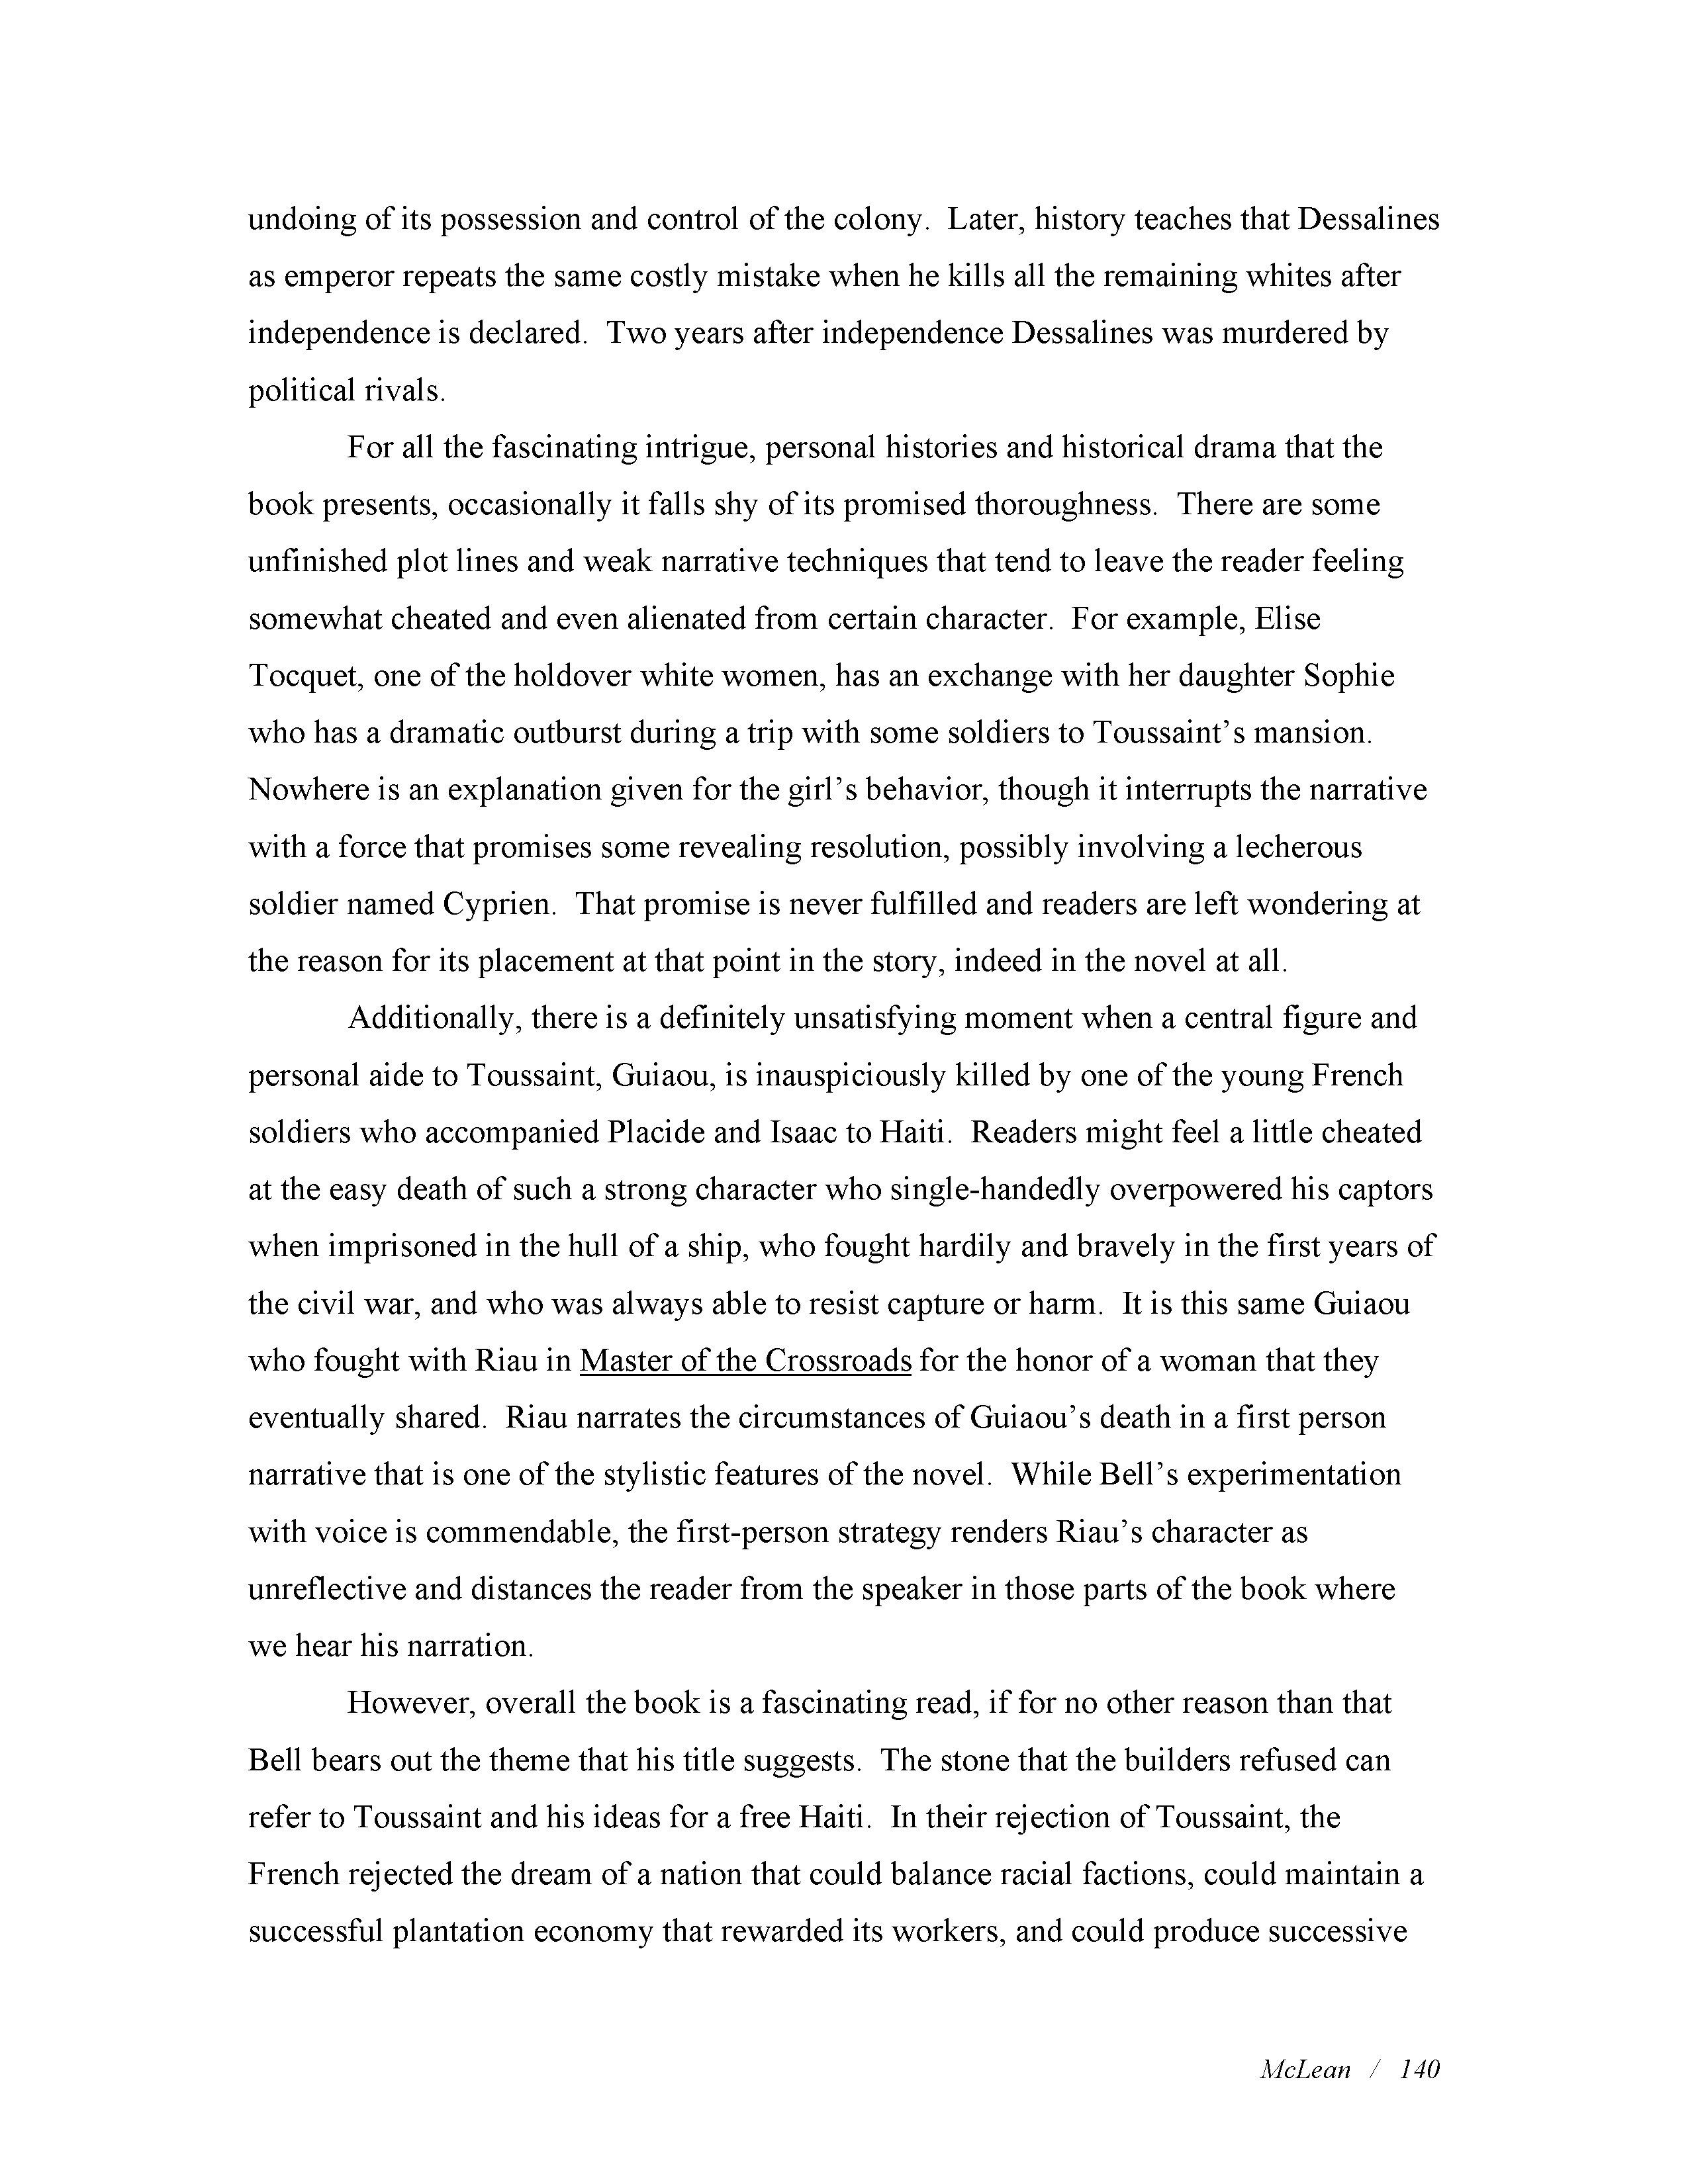 undoing of its possession and control of the colony.  Later, history teaches that Dessalines
as emperor repeats the same costly mistake when he kills all the remaining whites after
independence is declared.  Two years after independence Dessalines was murdered by
political rivals.
For all the fascinating intrigue, personal histories and historical drama that the
book presents, occasionally it falls shy of its promised thoroughness.  There are some
unfinished plot lines and weak narrative techniques that tend to leave the reader feeling
somewhat cheated and even alienated from certain character.  For example, Elise
Tocquet, one of the holdover white women, has an exchange with her daughter Sophie
who has a dramatic outburst during a trip with some soldiers to Toussaint’s mansion.
Nowhere is an explanation given for the girl’s behavior, though it interrupts the narrative
with a force that promises some revealing resolution, possibly involving a lecherous
soldier named Cyprien.  That promise is never fulfilled and readers are left wondering at
the reason for its placement at that point in the story, indeed in the novel at all.
Additionally, there is a definitely unsatisfying moment when a central figure and
personal aide to Toussaint, Guiaou, is inauspiciously killed by one of the young French
soldiers who accompanied Placide and Isaac to Haiti.  Readers might feel a little cheated
at the easy death of such a strong character who single-handedly overpowered his captors
when imprisoned in the hull of a ship, who fought hardily and bravely in the first years of
the civil war, and who was always able to resist capture or harm.  It is this same Guiaou
who fought with Riau in Master of the Crossroads for the honor of a woman that they
eventually shared.  Riau narrates the circumstances of Guiaou’s death in a first person
narrative that is one of the stylistic features of the novel.  While Bell’s experimentation
with voice is commendable, the first-person strategy renders Riau’s character as
unreflective and distances the reader from the speaker in those parts of the book where
we hear his narration.
However, overall the book is a fascinating read, if for no other reason than that
Bell bears out the theme that his title suggests.  The stone that the builders refused can
refer to Toussaint and his ideas for a free Haiti.  In their rejection of Toussaint, the
French rejected the dream of a nation that could balance racial factions, could maintain a
successful plantation economy that rewarded its workers, and could produce successive
McLean / 140